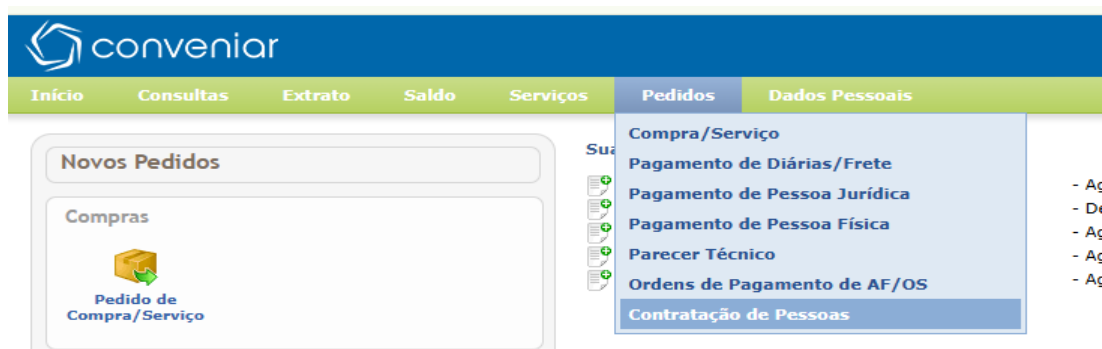 conveniar
Início Consultas Extrato Saldo Serviços Pedidos Dados Pessoais
Novos Pedidos
Compras
Pedido de
Compra/Serviço
Compra/Serviço
Pagamento de Diárias/Frete
Pagamento de Pessoa Jurídica
Pagamento de Pessoa Física
Parecer Técnico
Ordens de Pagamento de AF/OS
Contratação de Pessoas